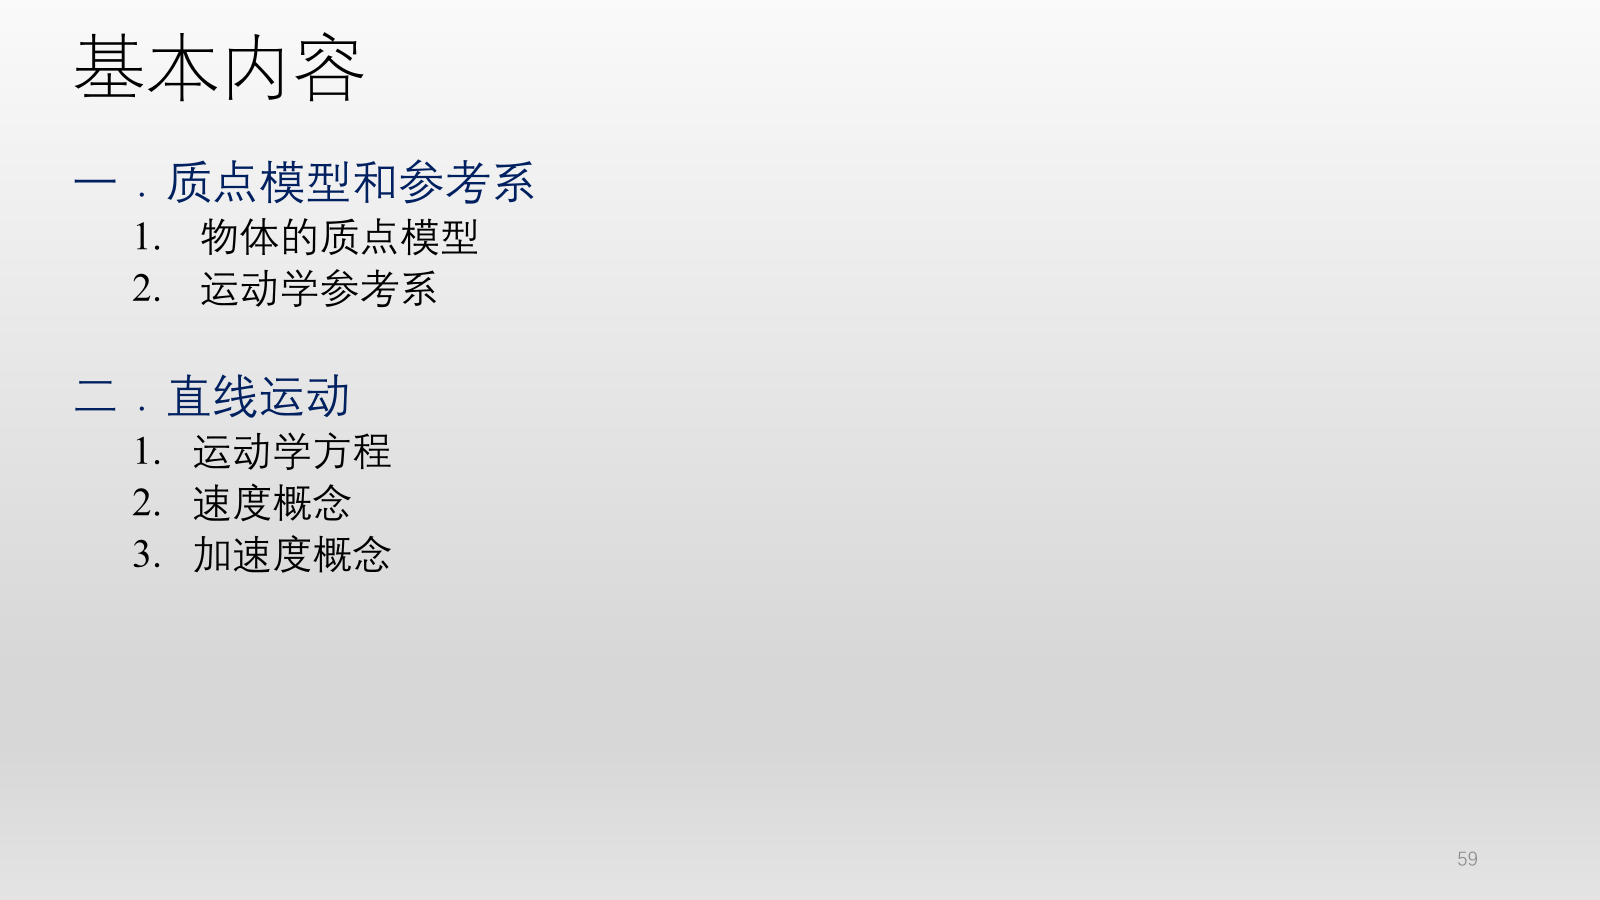 基本内容
一．质点模型和参考系
1. 物体的质点模型
2. 运动学参考系
二．直线运动
1. 运动学方程
2. 速度概念
3. 加速度概念
59